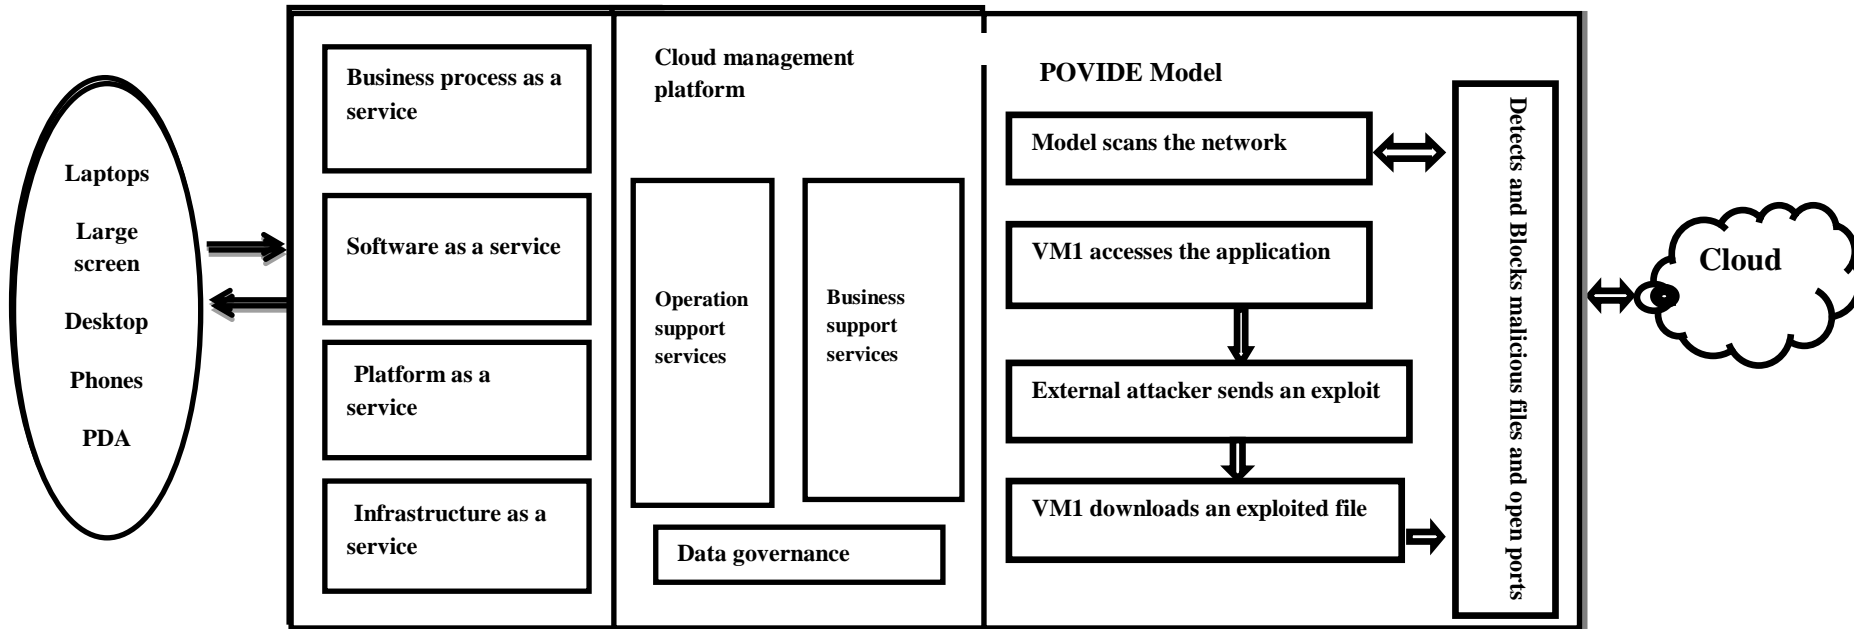 Laptops
Large
screen
Desktop
Phones
PDA
Business process as a
service
Software as a service
Platform as a
service
Infrastructure as a
service
Cloud management
platform
Operation
support
services
Business
support
services
Data governance
POVIDE Model
Model scans the network
VM1 accesses the application
External attacker sends an exploit
VM1 downloads an exploited file
Detects and Blocks malicious files and open ports
Cloud